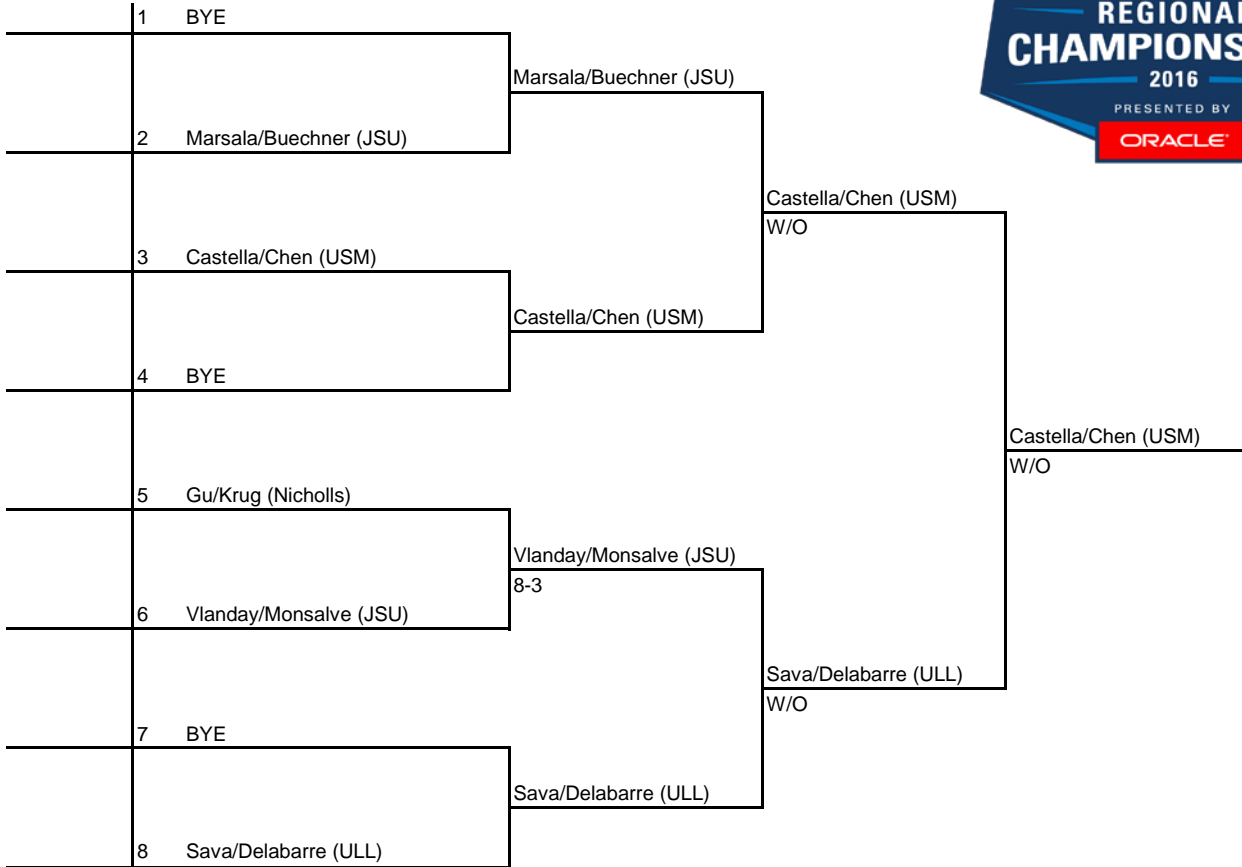 REGIONAL
CHAMPIONS
2016
PRESENTED BY
ORACLE
1 BYE
Marsala/Buechner (JSU)
2 Marsala/Buechner (JSU)
Castella/Chen (USM)
W/O
3 Castella/Chen (USM)
Castella/Chen (USM)
4 BYE
Castella/Chen (USM)
W/O
5 Gu/Krug (Nicholls)
Vlanday/Monsalve (JSU)
8-3
6 Vlanday/Monsalve (JSU)
Sava/Delabarre (ULL)
W/O
7 BYE
Sava/Delabarre (ULL)
8 Sava/Delabarre (ULL)